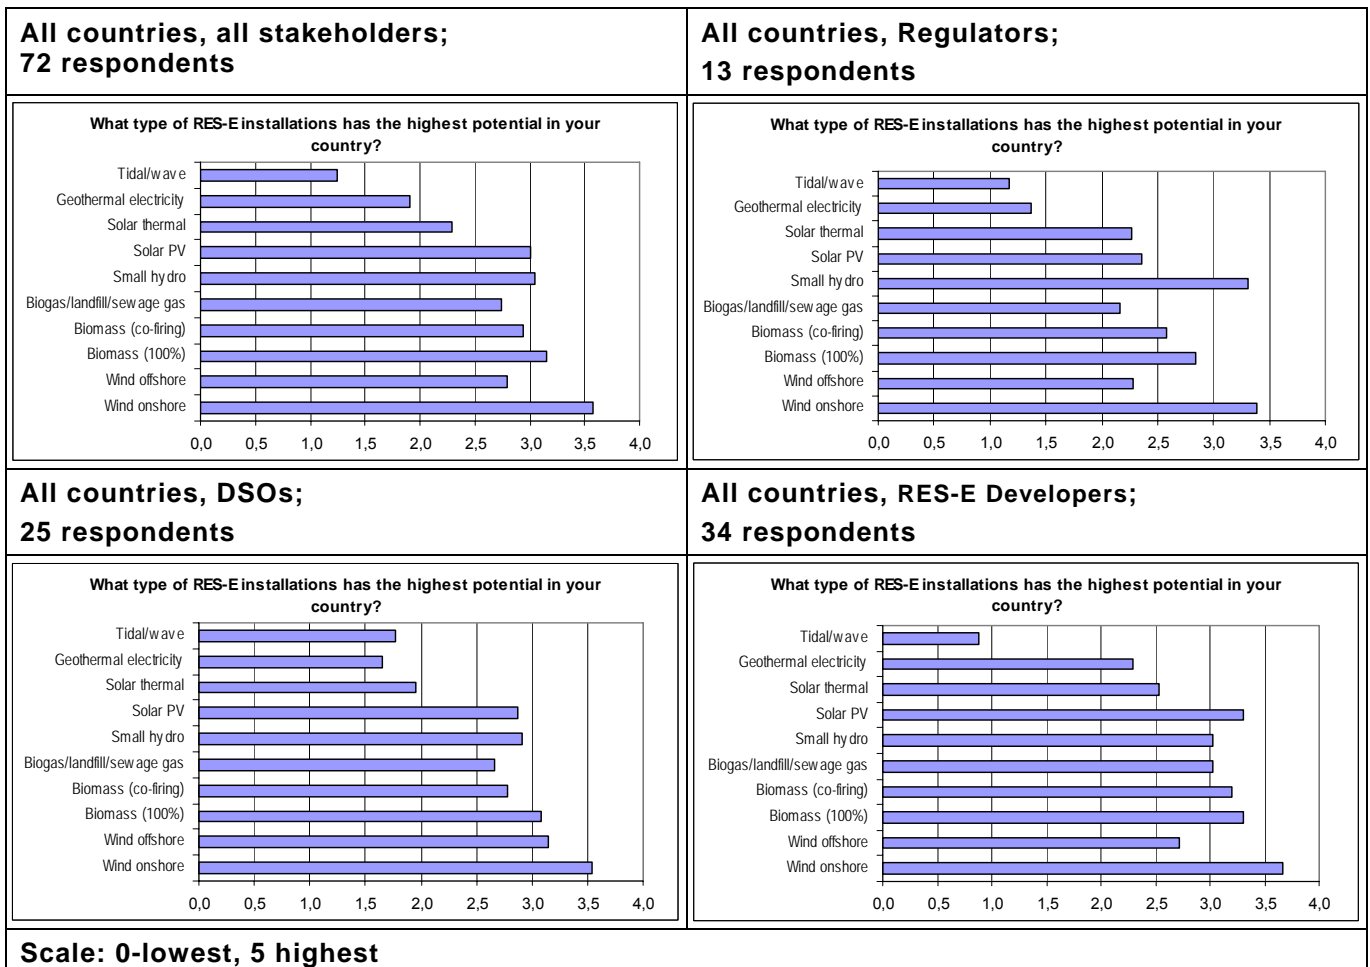 All countries, all stakeholders;
72 respondents
What type of RES-E installations has the highest potential in your
country?
Tidal/wave
Geothermal electricity
Solar thermal
Solar PV
Small hydro
Biogas/landfill/sewage gas
Biomass (co-firing)
Biomass (100%)
Wind offshore
Wind onshore
0,0 0,5 1,0 1,5 2,0 2,5 3,0 3,5 4,0
All countries, Regulators;
13 respondents
What type of RES-E installations has the highest potential in your
country?
Tidal/wave
Geothermal electricity
Solar thermal
Solar PV
Small hydro
Biogas/landfill/sewage gas
Biomass (co-firing)
Biomass (100%)
Wind offshore
Wind onshore
0,0 0,5 1,0 1,5 2,0 2,5 3,0 3,5 4,0
All countries, DSOs;
25 respondents
What type of RES-E installations has the highest potential in your
country?
Tidal/wave
Geothermal electricity
Solar thermal
Solar PV
Small hydro
Biogas/landfill/sewage gas
Biomass (co-firing)
Biomass (100%)
Wind offshore
Wind onshore
0,0 0,5 1,0 1,5 2,0 2,5 3,0 3,5 4,0
All countries, RES-E Developers;
34 respondents
What type of RES-E installations has the highest potential in your
country?
Tidal/wave
Geothermal electricity
Solar thermal
Solar PV
Small hydro
Biogas/landfill/sewage gas
Biomass (co-firing)
Biomass (100%)
Wind offshore
Wind onshore
0,0 0,5 1,0 1,5 2,0 2,5 3,0 3,5 4,0
Scale: 0-lowest, 5 highest